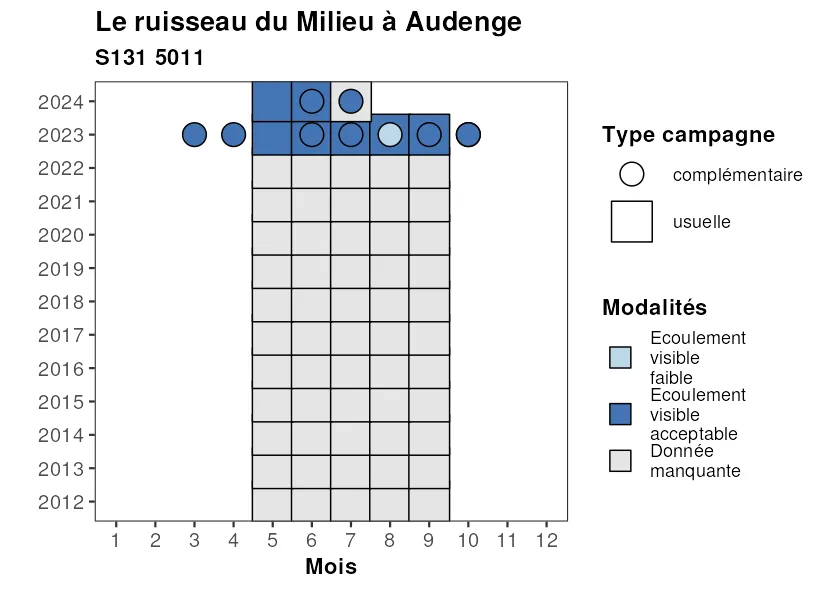 Le ruisseau du Milieu à Audenge
S131 5011
2024
2023
2022
2021
2020
2019
2018
2017
2016
2015
2014
2013
2012
1 2 3 4 5 6 7 8 9 10 11 12
Mois
Type campagne
complémentaire
usuelle
Modalités
Ecoulement
visible
faible
Ecoulement
visible
acceptable
Donnée
manquante